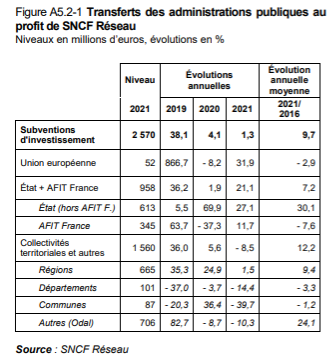 Figure A5.2-1 Transferts des administrations publiques au
profit de SNCF Réseau
Niveaux en millions d'euros, évolutions en %
Niveau Évolutions annuelles Évolution annuelle moyenne
2021 2019 2020 2021 2021/2016
Subventions d'investissement 2 570 38,1 4,1 1,3 9,7
Union européenne 52 866,7 - 8,2 31,9 - 2,9
État + AFIT France 958 36,2 1,9 21,1 7,2
État (hors AFIT F.) 613 5,5 69,9 27,1 30,1
AFIT France 345 63,7 - 37,3 11,7 - 7,6
Collectivités territoriales et autres 1 560 36,0 5,6 -8,5 12,2
Régions 665 35,3 24,9 1,5 9,4
Départements 101 - 37,0 - 3,7 - 14,4 - 3,3
Communes 87 - 20,3 36,4 - 39,7 - 1,2
Autres (Odal) 706 82,7 - 8,7 - 10,3 24,1
Source : SNCF Réseau